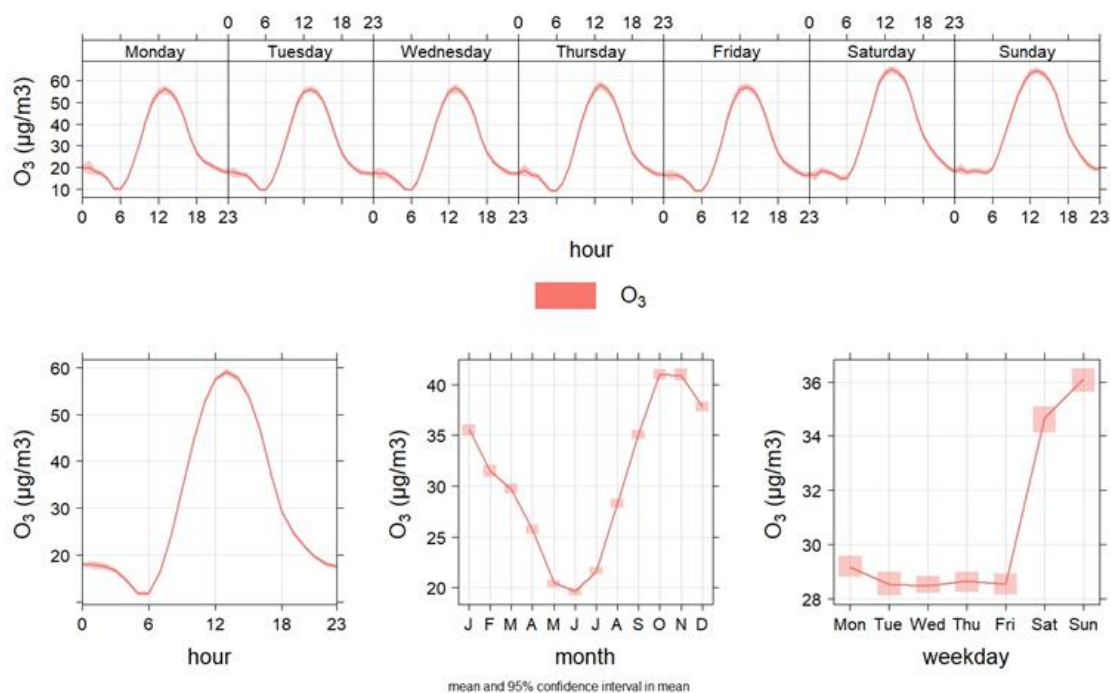 0 6 12 18 23 0 6 12 18 23 0 6 12 18 23
Monday Tuesday Wednesday Thursday Friday Saturday Sunday
O3 (µg/m3)
60
50
40
30
20
10
0 6 12 18 23 0 6 12 18 23 0 6 12 18 23 0 6 12 18 23
hour
O3
O3 (µg/m3)
60
50
40
30
20
0 6 12 18 23
hour
O3 (µg/m3)
40
35
30
25
20
J F M A M J J A S O N D
month
O3 (µg/m3)
36
34
32
30
28
Mon Tue Wed Thu Fri Sat Sun
weekday
mean and 95% confidence interval in mean